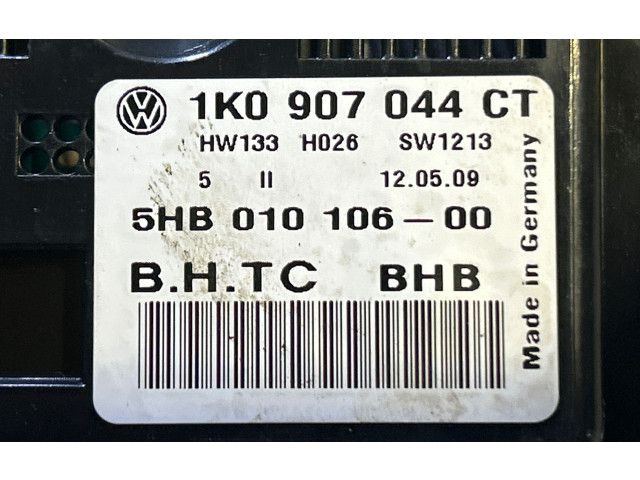 VW 1K0 907 044 CT
HW133 H026 SW1213
5 II 12.05.09
5HB 010 106-00
B.H.TC BHB
Made in Germany